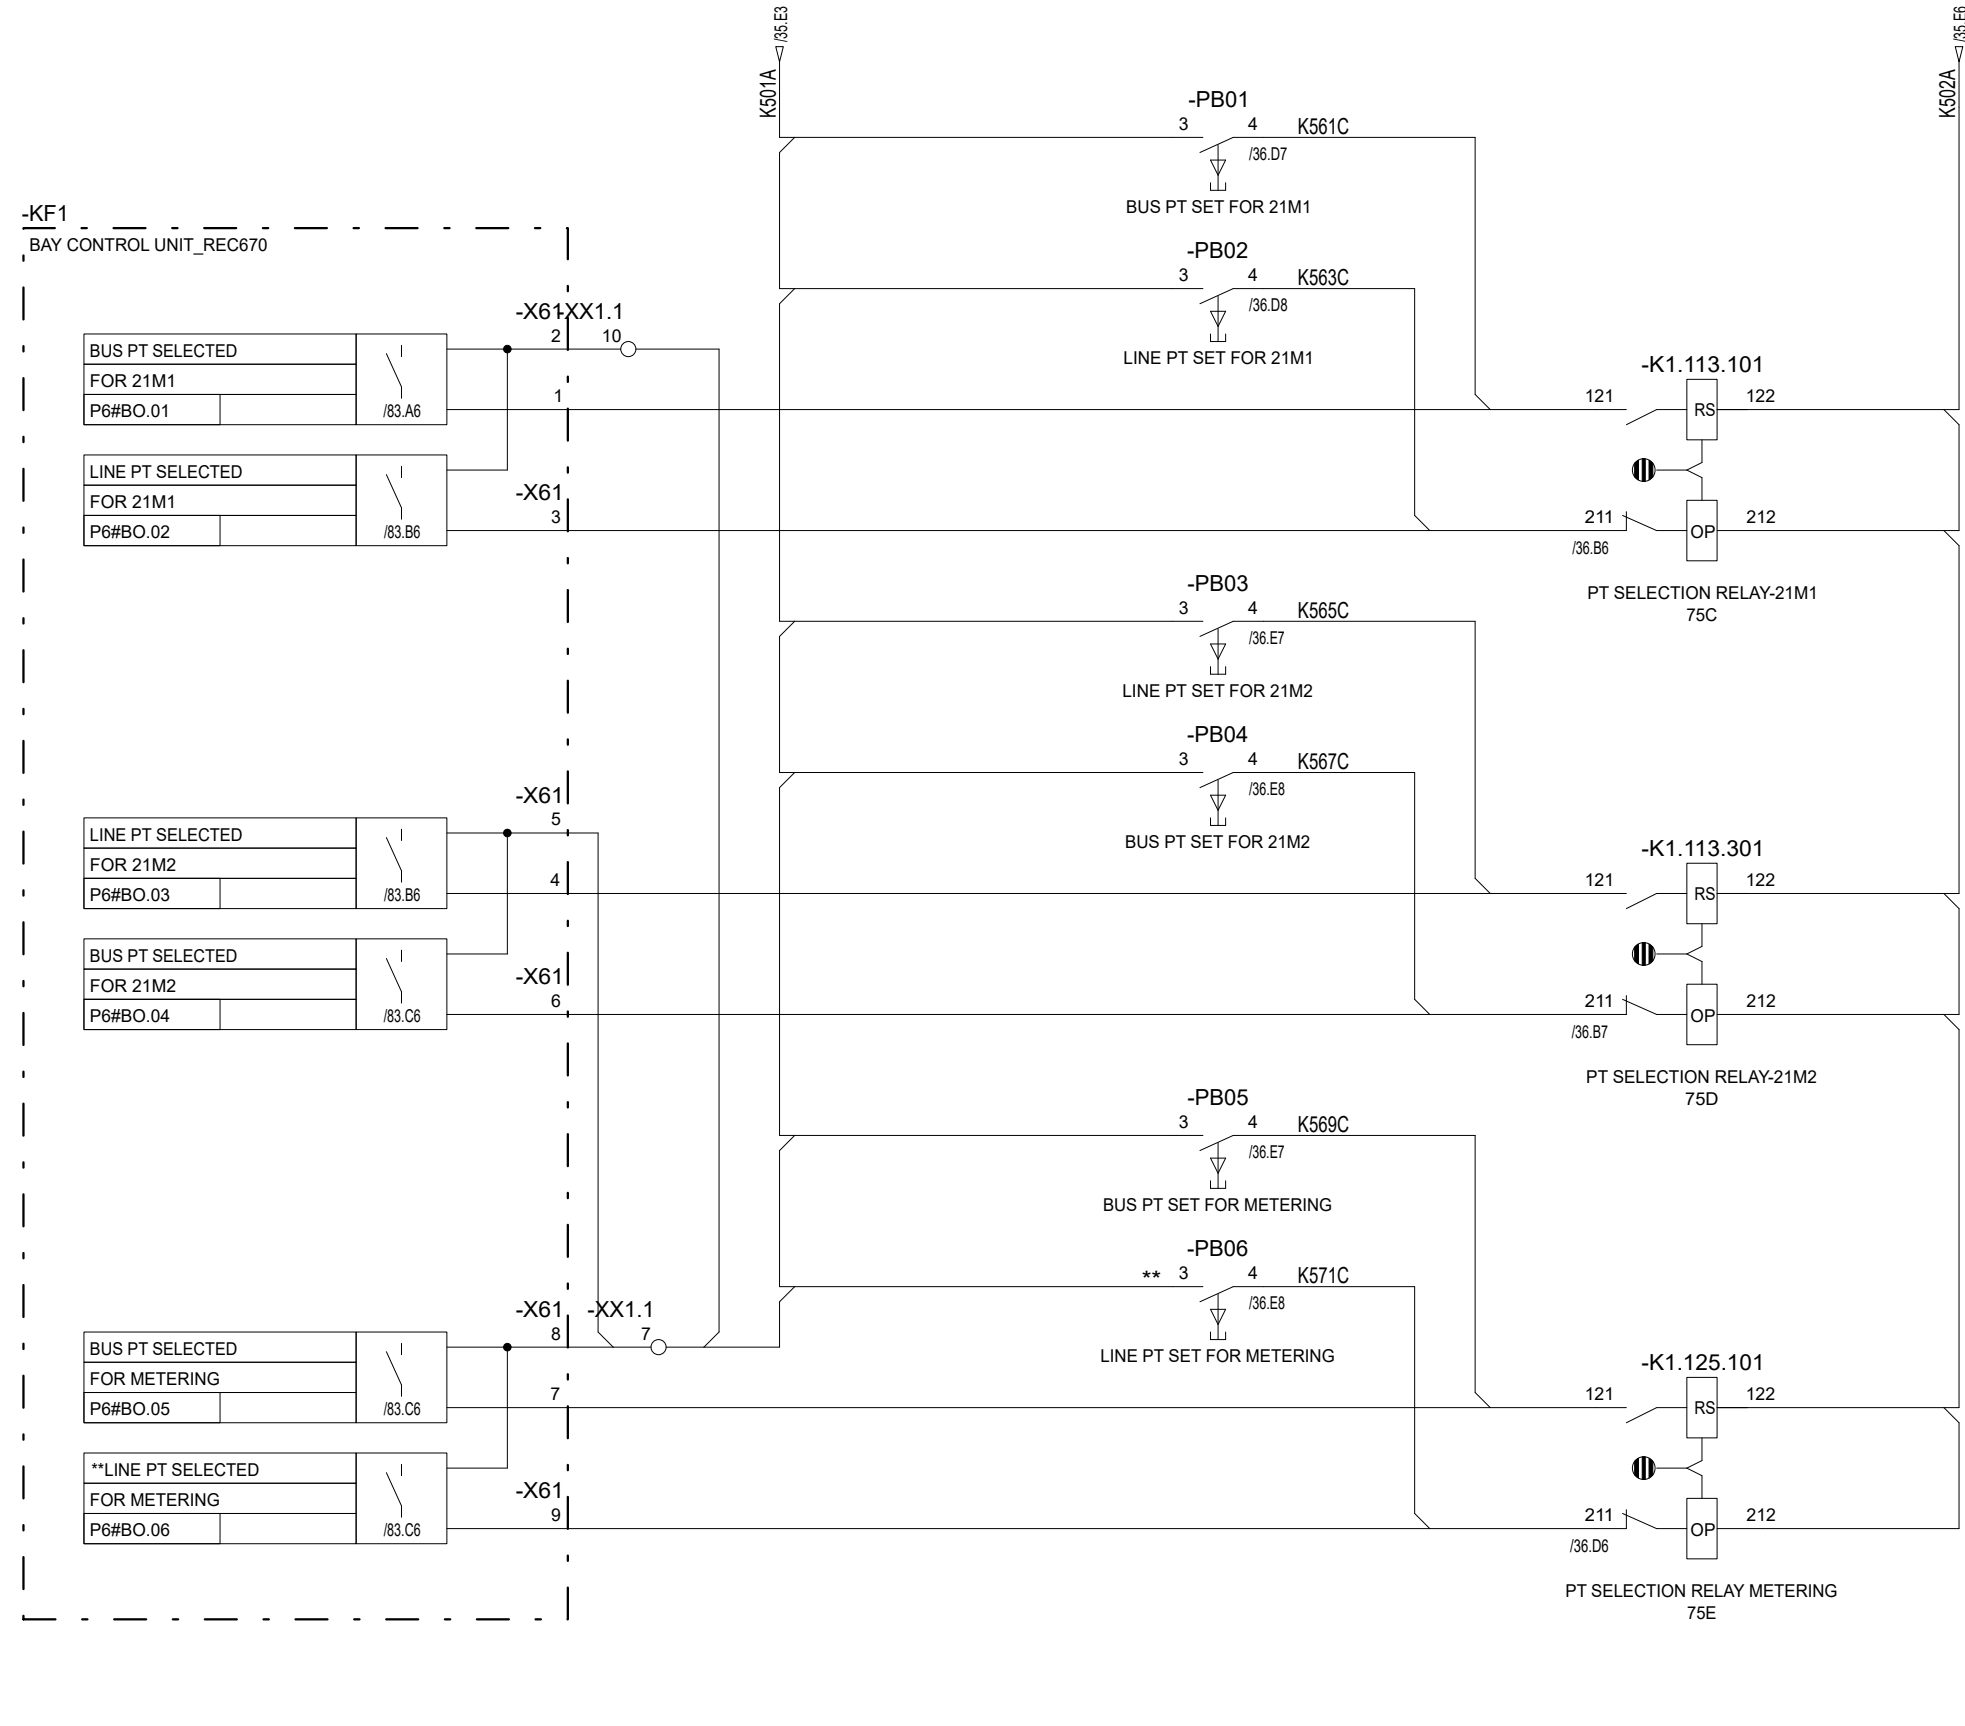 /35.E3
/35.E6
K501A
K502A
-PB01
3 4 K561C
/36.D7
BUS PT SET FOR 21M1
-KF1
BAY CONTROL UNIT_REC670
-PB02
3 4 K563C
/36.D8
LINE PT SET FOR 21M1
-X61 -XX1.1
2 10
BUS PT SELECTED
FOR 21M1
P6#BO.01 /83.A6
1
-K1.113.101
121 RS 122
LINE PT SELECTED
FOR 21M1
P6#BO.02 /83.B6
-X61
3
211 OP 212
/36.B6
PT SELECTION RELAY-21M1
75C
-PB03
3 4 K565C
/36.E7
LINE PT SET FOR 21M2
-PB04
3 4 K567C
/36.E8
BUS PT SET FOR 21M2
-X61
5
LINE PT SELECTED
FOR 21M2
P6#BO.03 /83.B6
4
-K1.113.301
121 RS 122
BUS PT SELECTED
FOR 21M2
P6#BO.04 /83.C6
-X61
6
211 OP 212
/36.B7
PT SELECTION RELAY-21M2
75D
-PB05
3 4 K569C
/36.E7
BUS PT SET FOR METERING
-PB06
** 3 4 K571C
/36.E8
LINE PT SET FOR METERING
-X61 -XX1.1
8 7
BUS PT SELECTED
FOR METERING
P6#BO.05 /83.C6
7
-K1.125.101
121 RS 122
**LINE PT SELECTED
FOR METERING
P6#BO.06 /83.C6
-X61
9
211 OP 212
/36.D6
PT SELECTION RELAY METERING
75E